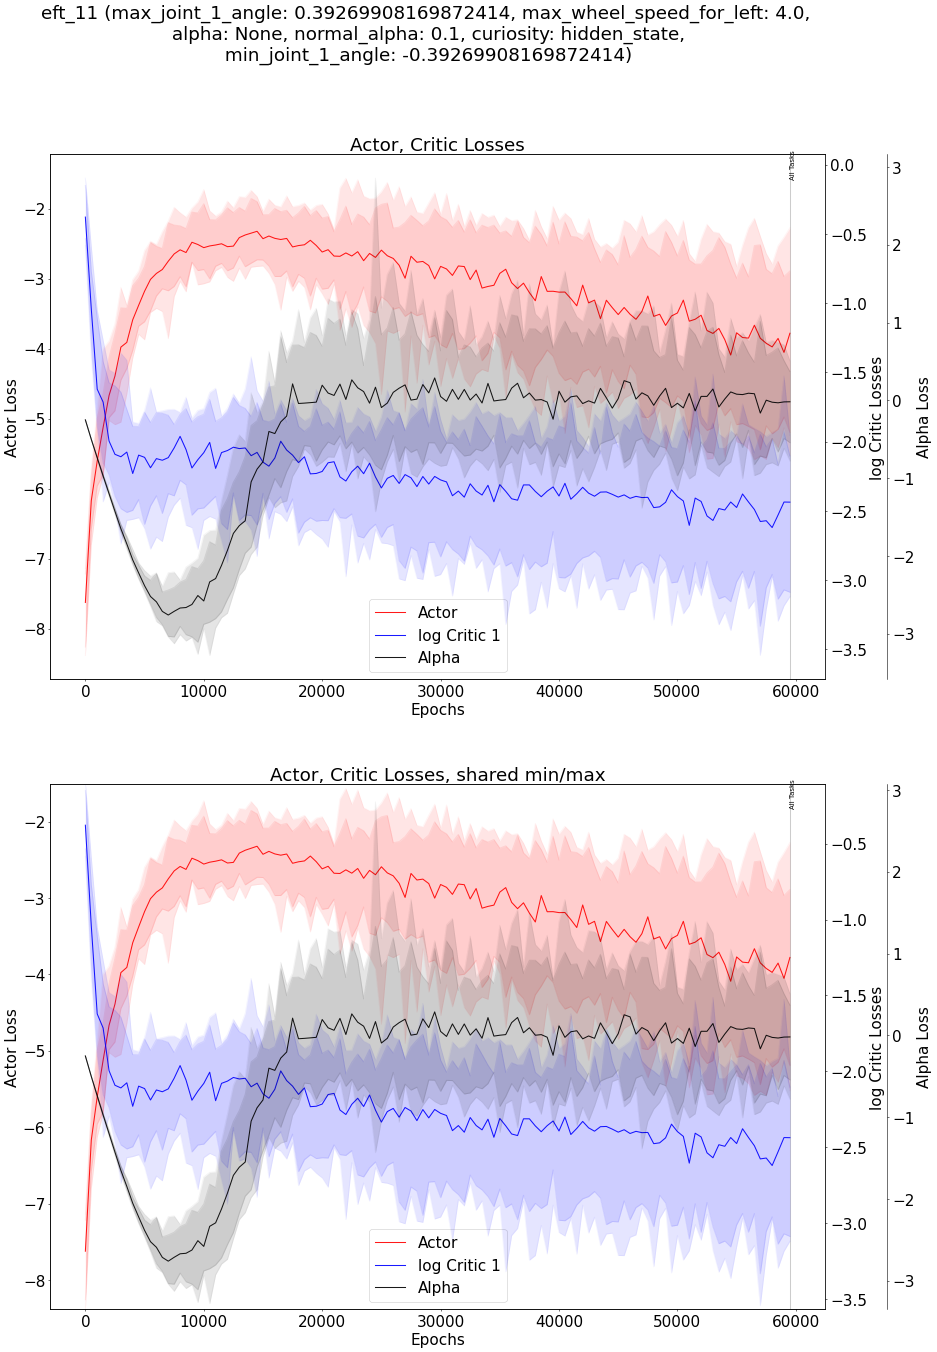 eft_11 (max_joint_1_angle: 0.39269908169872414, max_wheel_speed_for_left: 4.0,
alpha: None, normal_alpha: 0.1, curiosity: hidden_state,
min_joint_1_angle: -0.39269908169872414)
Actor, Critic Losses
All Tasks
−2
−3
−4
−5
−6
−7
−8
Actor Loss
0.0
−0.5
−1.0
−1.5
−2.0
−2.5
−3.0
−3.5
log Critic Losses
3
2
1
0
−1
−2
−3
Alpha Loss
Actor
log Critic 1
Alpha
0 10000 20000 30000 40000 50000 60000
Epochs
Actor, Critic Losses, shared min/max
All Tasks
−2
−3
−4
−5
−6
−7
−8
Actor Loss
−0.5
−1.0
−1.5
−2.0
−2.5
−3.0
−3.5
log Critic Losses
3
2
1
0
−1
−2
−3
Alpha Loss
Actor
log Critic 1
Alpha
0 10000 20000 30000 40000 50000 60000
Epochs